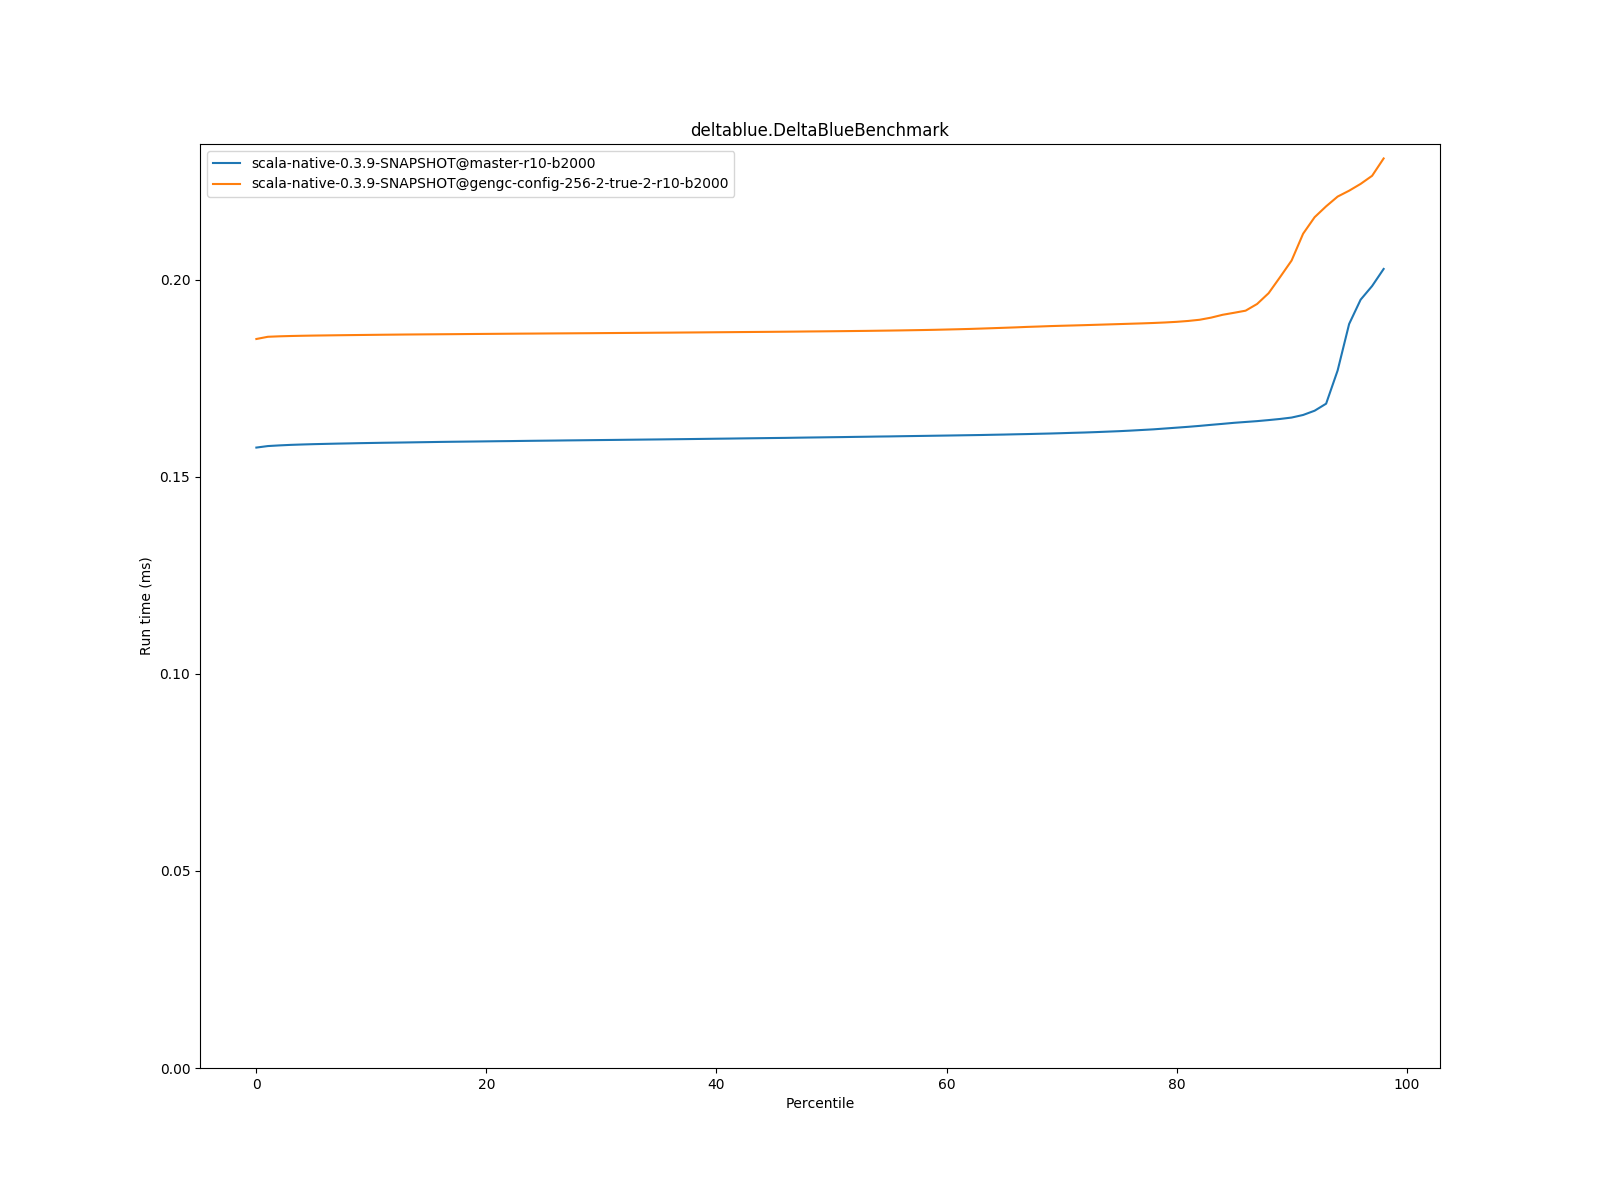 deltablue.DeltaBlueBenchmark
scala-native-0.3.9-SNAPSHOT@master-r10-b2000
scala-native-0.3.9-SNAPSHOT@gengc-config-256-2-true-2-r10-b2000
0.20
0.15
0.10
0.05
0.00
Run time (ms)
0 20 40 60 80 100
Percentile